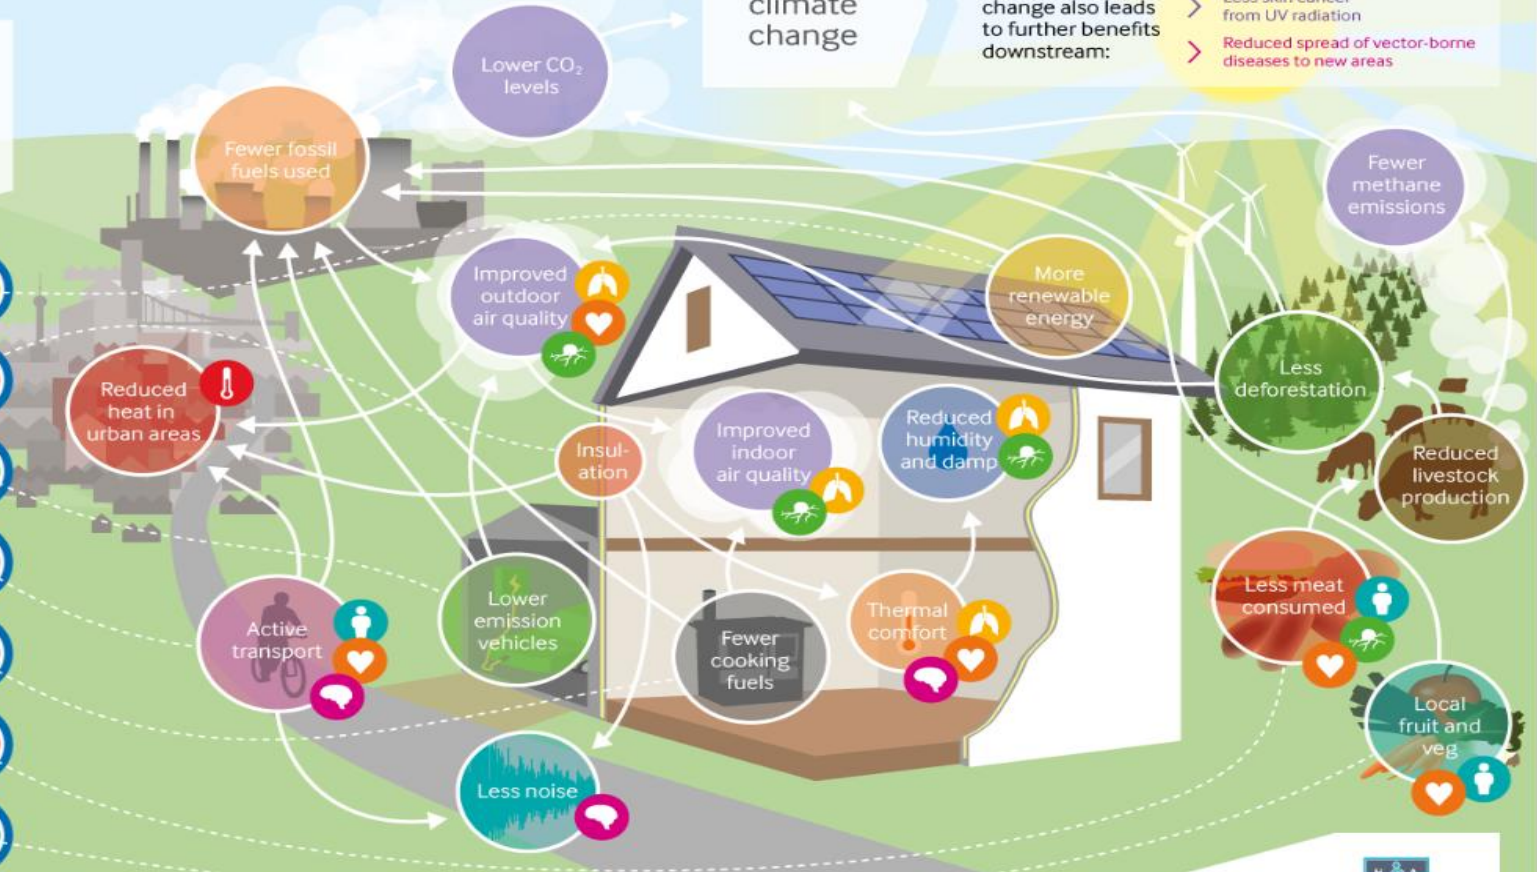 climate
change
change also leads
to further benefits
downstream:
Less skin cancer
from UV radiation
Reduced spread of vector-borne
diseases to new areas
Lower CO₂
levels
Fewer fossil
fuels used
Fewer
methane
emissions
Improved
outdoor
air quality
More
renewable
energy
Reduced
heat in
urban areas
Less
deforestation
Insul-
ation
Improved
indoor
air quality
Reduced
humidity
and damp
Reduced
livestock
production
Active
transport
Lower
emission
vehicles
Fewer
cooking
fuels
Thermal
comfort
Less meat
consumed
Local
fruit and
veg
Less noise